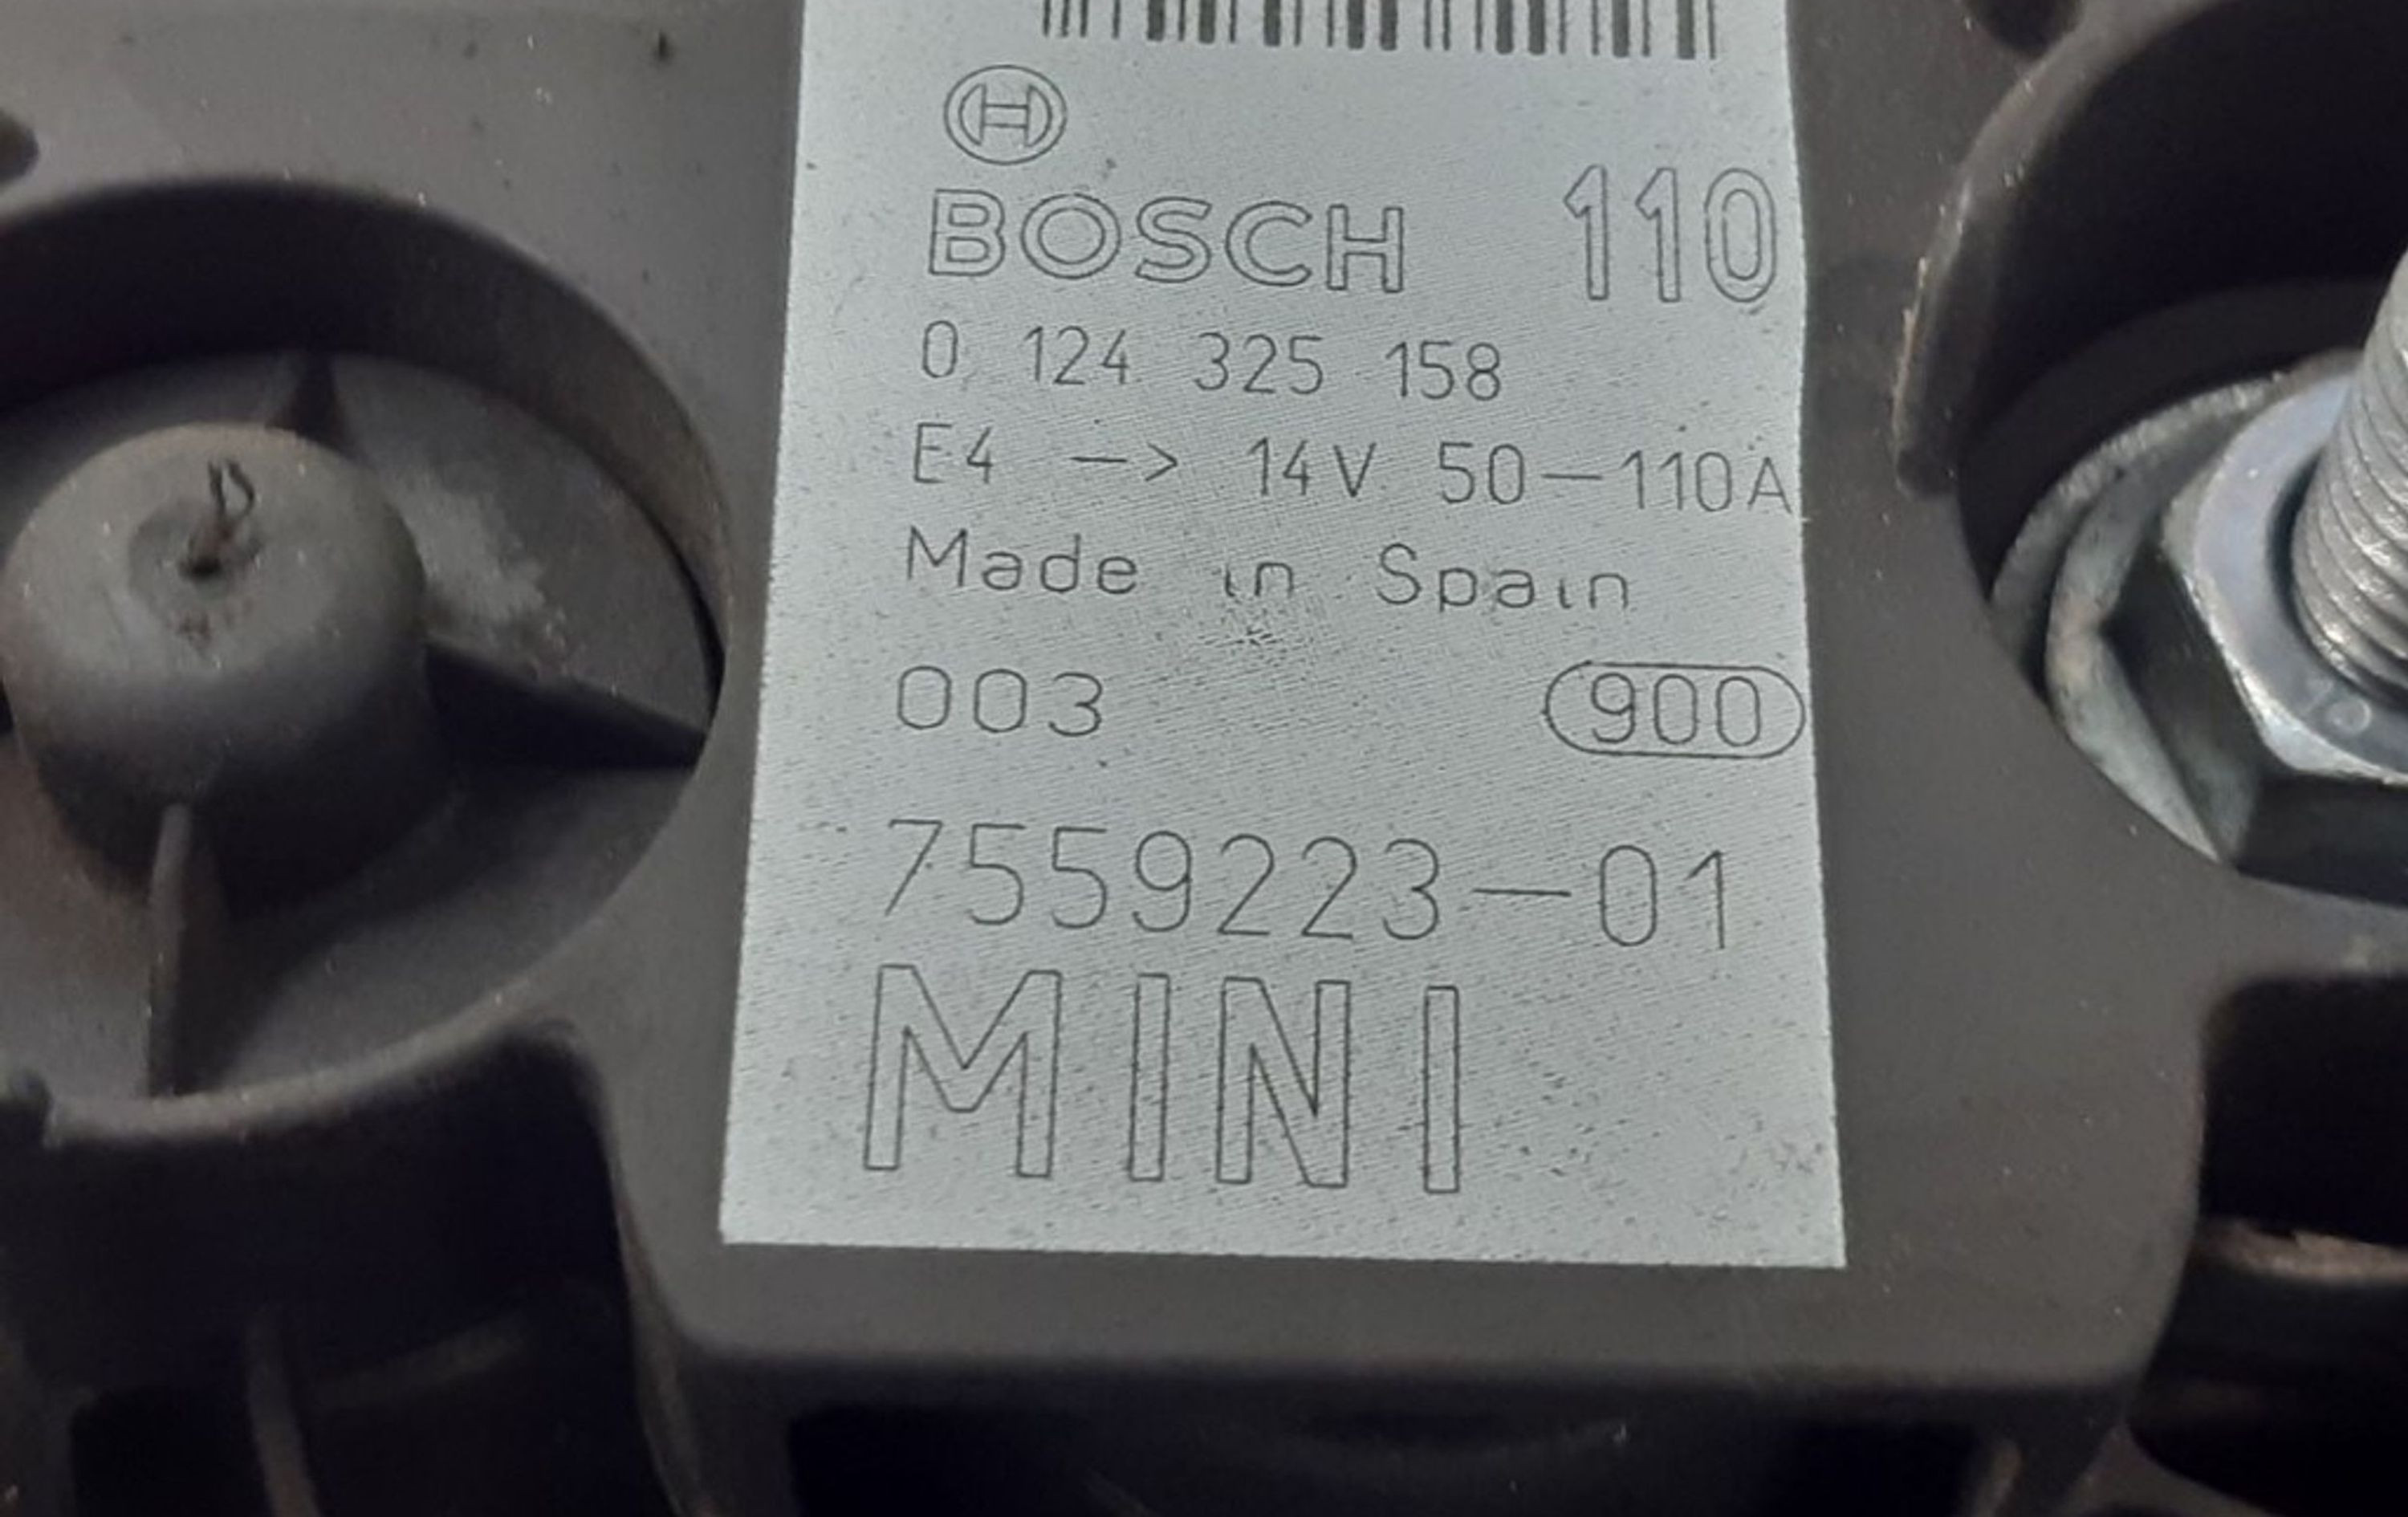 BOSCH 110
0 124 325 158
E4 —> 14V 50—110A
Made in Spain
003 900
7559223—01
MINI